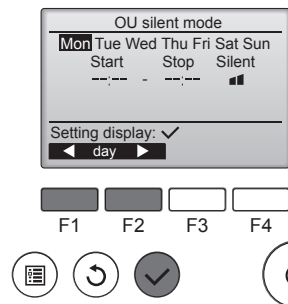 OU silent mode
Mon Tue Wed Thu Fri Sat Sun
Start Stop Silent
--:-- - --:--
Setting display: ✓
◀ day ▶
F1 F2 F3 F4